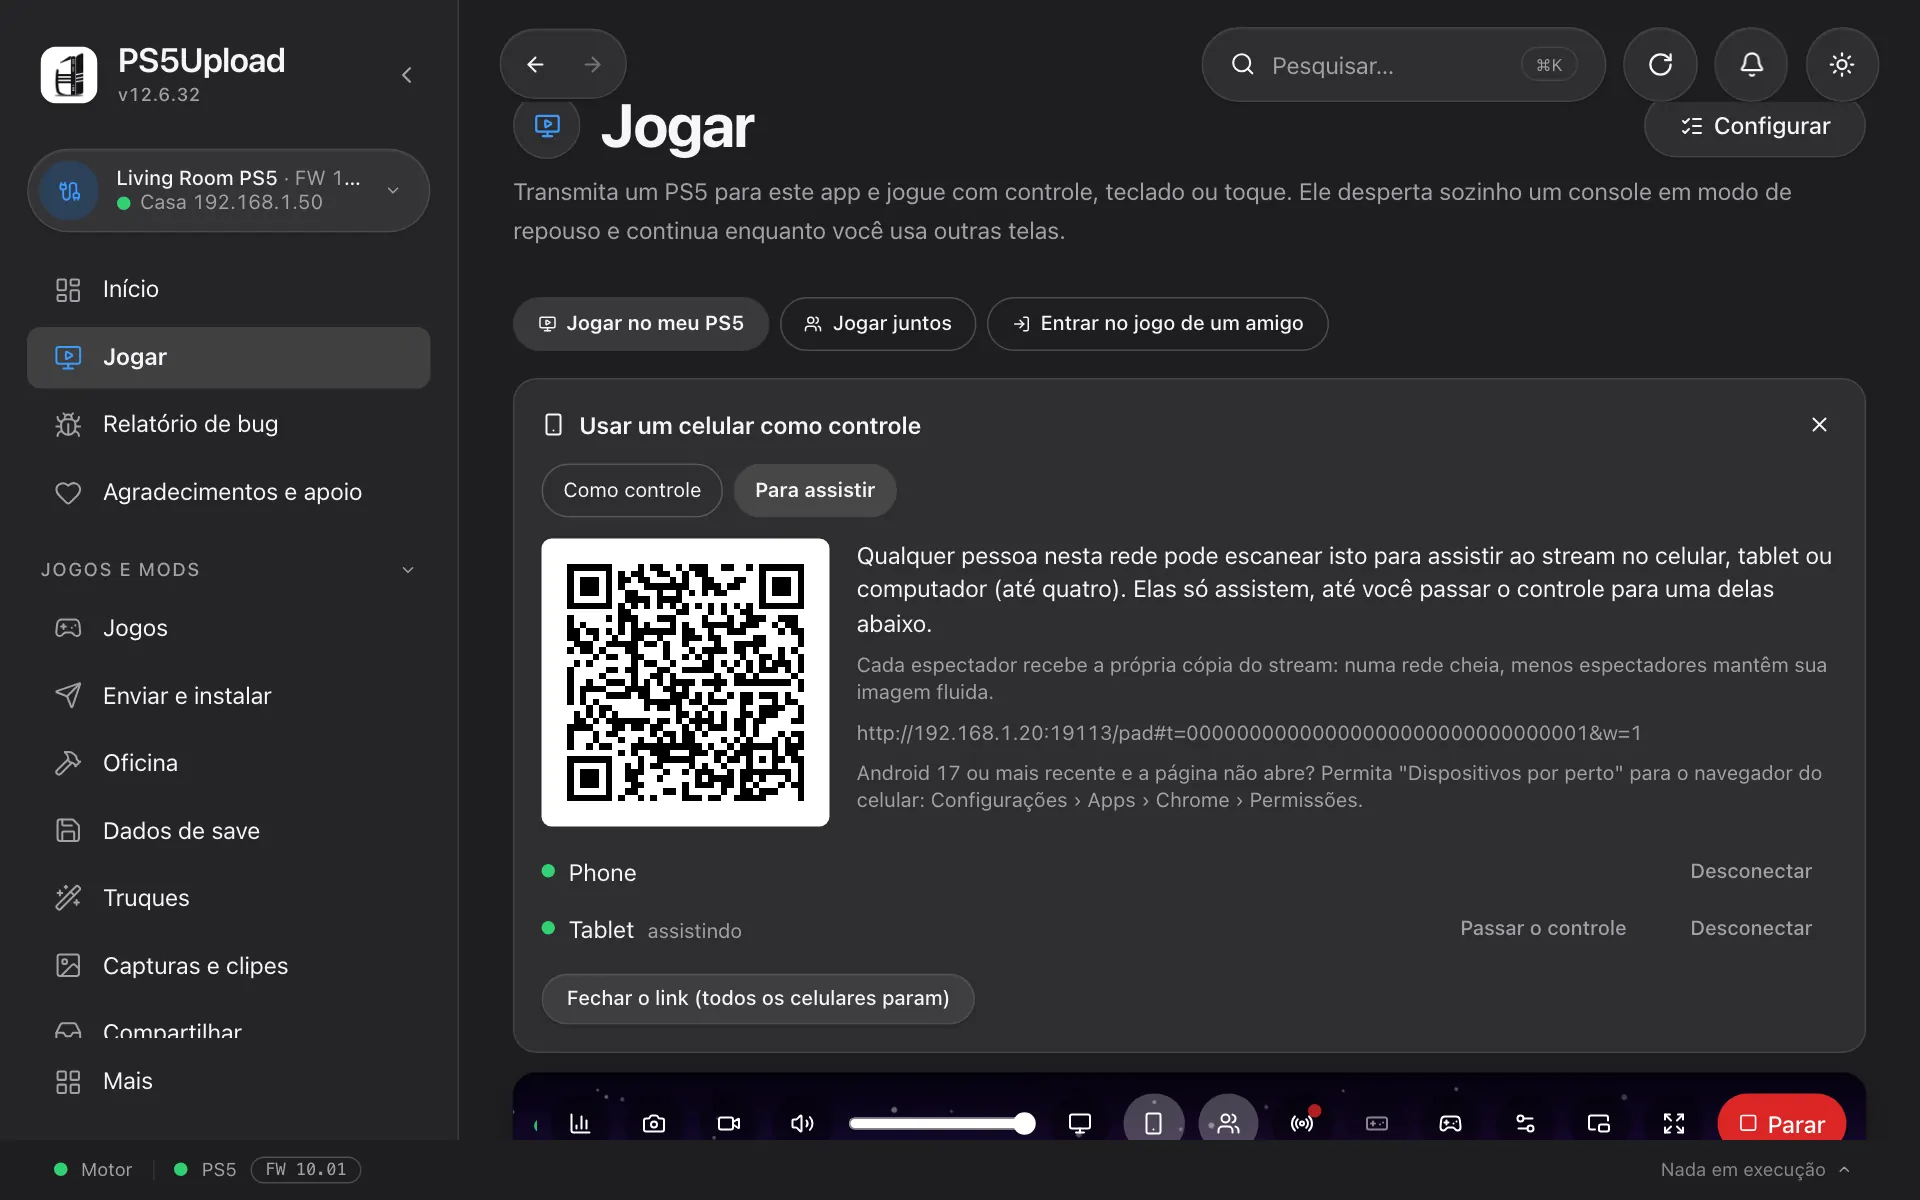 PS5Upload
v12.6.32
Living Room PS5 · FW 1...
Casa 192.168.1.50
Início
Jogar
Relatório de bug
Agradecimentos e apoio
JOGOS E MODS
Jogos
Enviar e instalar
Oficina
Dados de save
Truques
Capturas e clipes
Compartilhar
Mais
Pesquisar...
⌘K
Jogar
Configurar
Transmita um PS5 para este app e jogue com controle, teclado ou toque. Ele desperta sozinho um console em modo de
repouso e continua enquanto você usa outras telas.
Jogar no meu PS5
Jogar juntos
Entrar no jogo de um amigo
Usar um celular como controle
Como controle
Para assistir
Qualquer pessoa nesta rede pode escanear isto para assistir ao stream no celular, tablet ou
computador (até quatro). Elas só assistem, até você passar o controle para uma delas
abaixo.
Cada espectador recebe a própria cópia do stream: numa rede cheia, menos espectadores mantêm sua
imagem fluida.
http://192.168.1.20:19113/pad#t=00000000000000000000000000000001&w=1
Android 17 ou mais recente e a página não abre? Permita "Dispositivos por perto" para o navegador do
celular: Configurações › Apps › Chrome › Permissões.
Phone
Desconectar
Tablet assistindo
Passar o controle
Desconectar
Fechar o link (todos os celulares param)
Parar
Motor
PS5
FW 10.01
Nada em execução